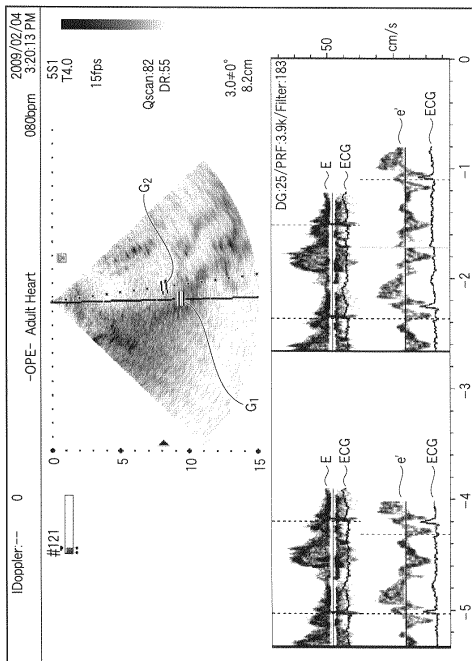 IDoppler:-- 0 -OPE- Adult Heart 080bpm 2009/02/04
3:20:13 PM
#121
5S1
T4.0
15fps
Qscan:82
DR:55
3.0≠0°
8.2cm
0
5
10
15
G1
G2
DG:25/PRF:3.9k/Filter:183
E
ECG
E
ECG
-50
e'
ECG
e'
ECG
cm/s
-5
-4
-3
-2
-1
0